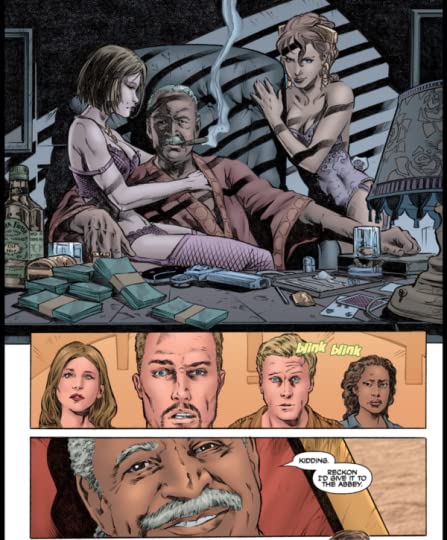 blink blink
KIDDING.
RECKON
I'D GIVE IT TO
THE ABBEY.